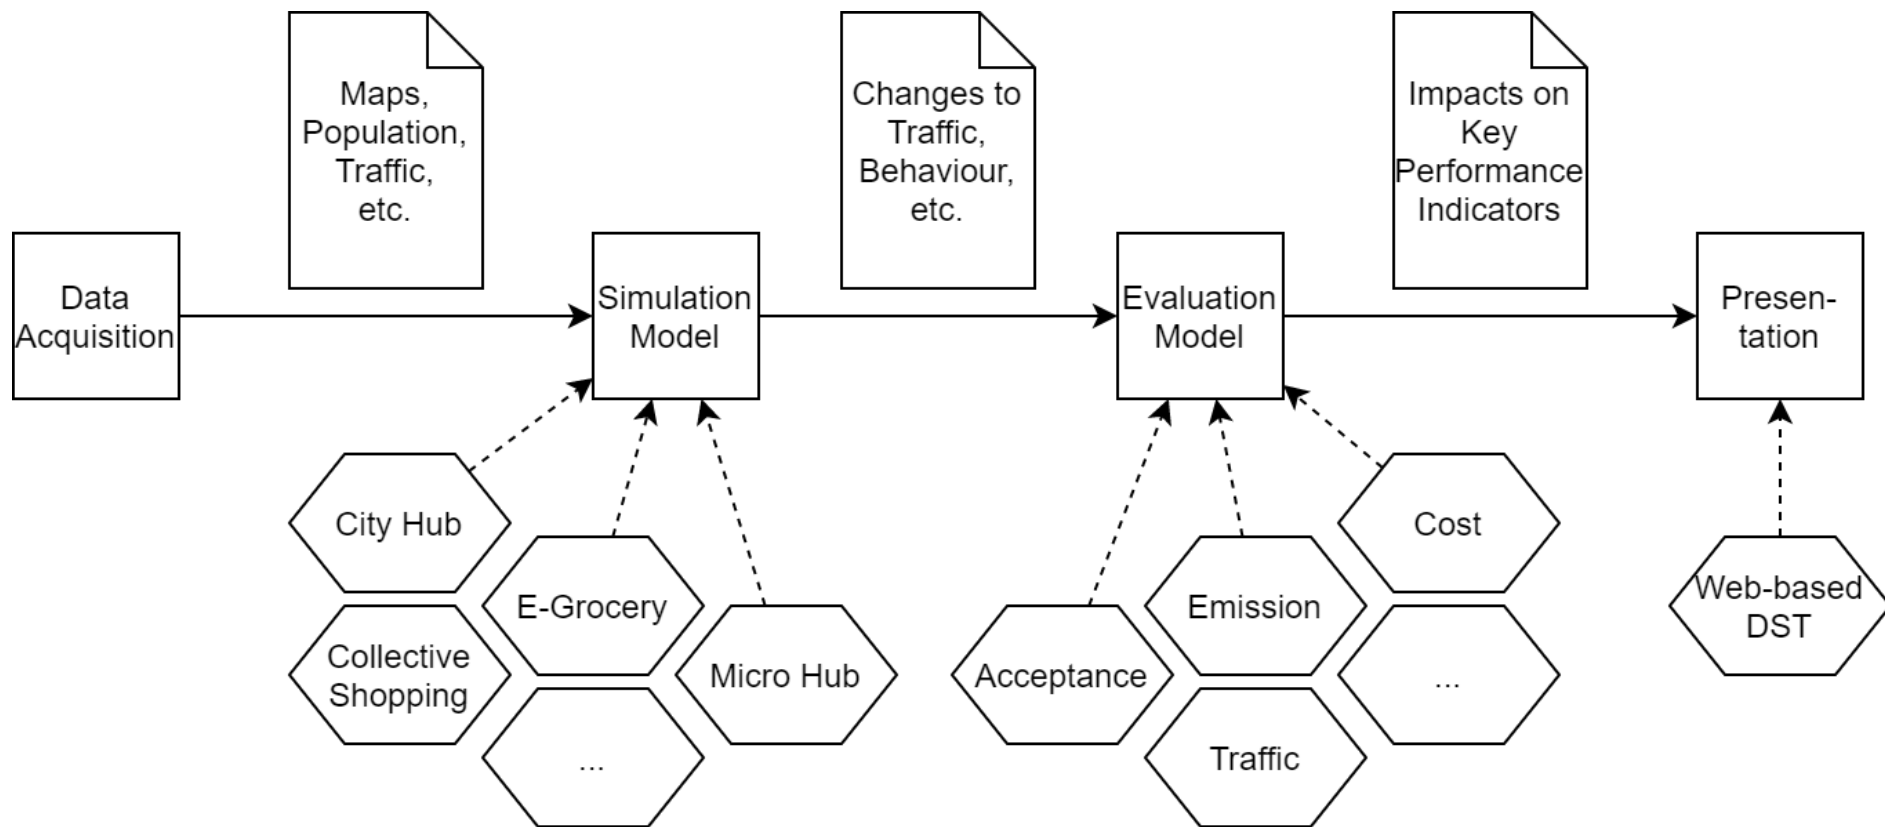 Maps,
Population,
Traffic,
etc.
Changes to
Traffic,
Behaviour,
etc.
Impacts on
Key
Performance
Indicators
Data
Acquisition
Simulation
Model
Evaluation
Model
Presen-
tation
City Hub
E-Grocery
Collective
Shopping
Micro Hub
...
Cost
Emission
Acceptance
...
Traffic
Web-based
DST